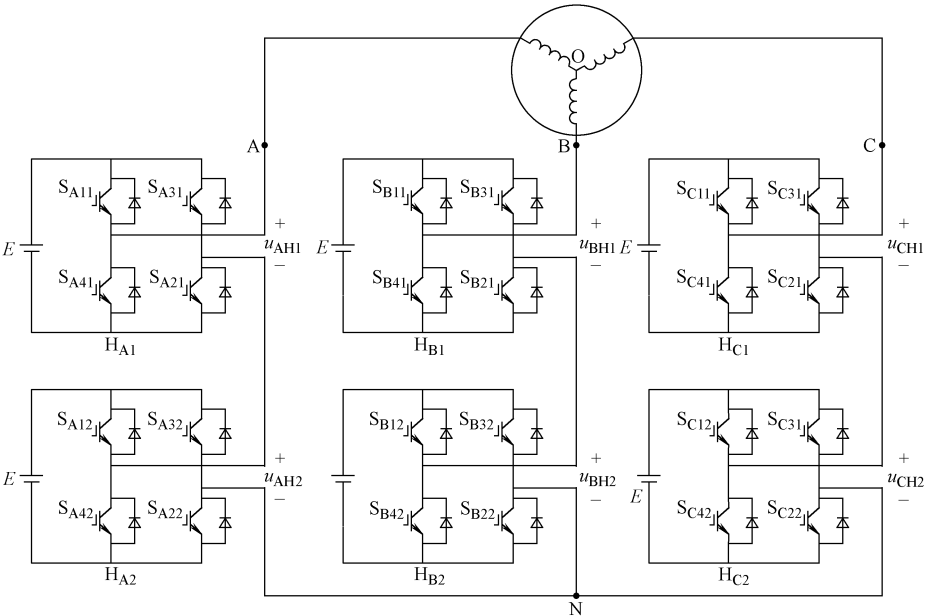 O
A B C
S_A11 S_A31 S_B11 S_B31 S_C11 S_C31
+ + +
E u_AH1 E u_BH1 E u_CH1
− − −
S_A41 S_A21 S_B41 S_B21 S_C41 S_C21
H_A1 H_B1 H_C1
S_A12 S_A32 S_B12 S_B32 S_C12 S_C31
+ + +
E u_AH2 u_BH2 E u_CH2
− − −
S_A42 S_A22 S_B42 S_B22 S_C42 S_C22
H_A2 H_B2 H_C2
N